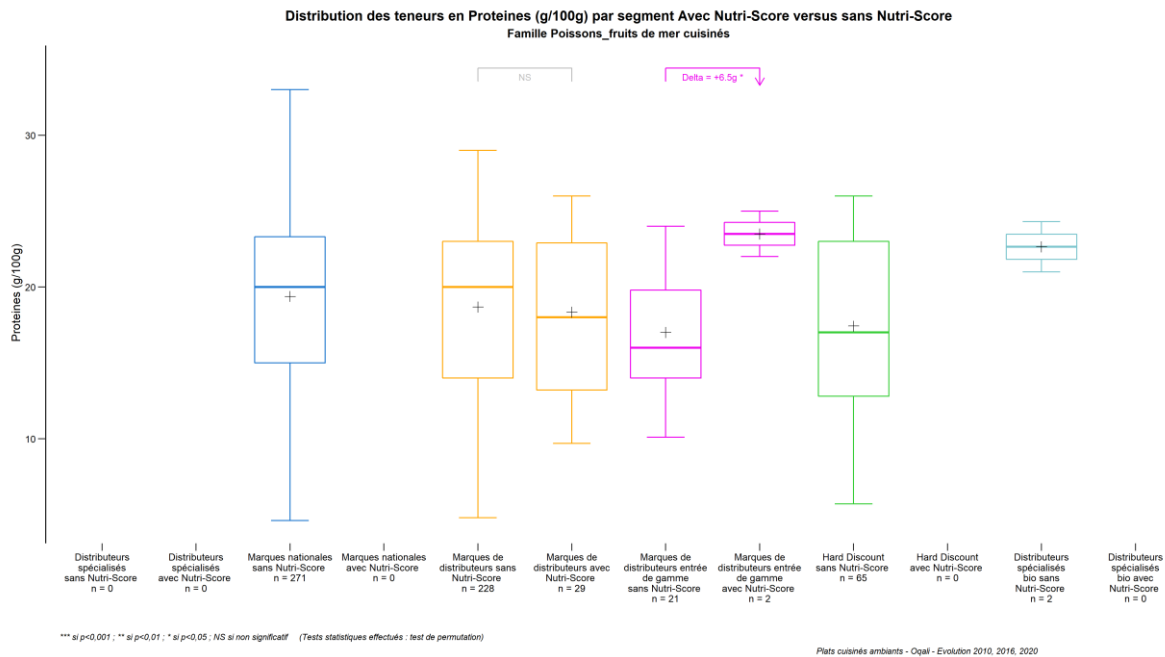 Distribution des teneurs en Proteines (g/100g) par segment Avec Nutri-Score versus sans Nutri-Score
Famille Poissons_fruits de mer cuisinés
NS
Delta = +6.5g *
Proteines (g/100g)
30
20
10
Distributeurs
spécialisés
sans Nutri-Score
n = 0
Distributeurs
spécialisés
avec Nutri-Score
n = 0
Marques nationales
sans Nutri-Score
n = 271
Marques nationales
avec Nutri-Score
n = 0
Marques de
distributeurs sans
Nutri-Score
n = 228
Marques de
distributeurs avec
Nutri-Score
n = 29
Marques de
distributeurs entrée
de gamme
sans Nutri-Score
n = 21
Marques de
distributeurs entrée
de gamme
avec Nutri-Score
n = 2
Hard Discount
sans Nutri-Score
n = 65
Hard Discount
avec Nutri-Score
n = 0
Distributeurs
spécialisés
bio sans
Nutri-Score
n = 2
Distributeurs
spécialisés
bio avec
Nutri-Score
n = 0
*** si p<0,001 ; ** si p<0,01 ; * si p<0,05 ; NS si non significatif (Tests statistiques effectués : test de permutation)
Plats cuisinés ambiants - Oqali - Evolution 2010, 2016, 2020